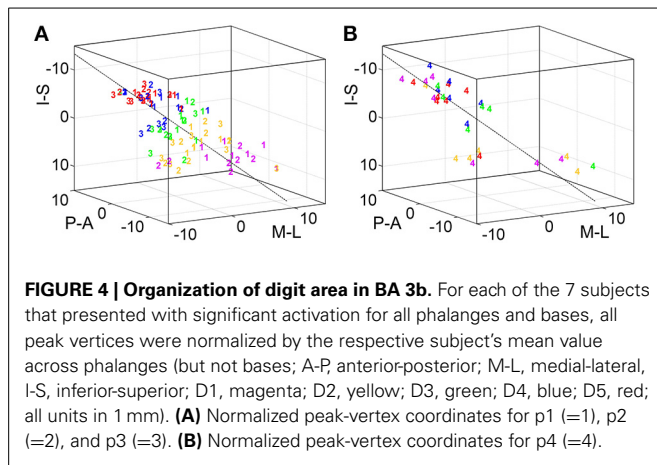 A
B
I-S
-10
0
10
10
P-A
0
-10
-10
0
10
M-L
I-S
-10
0
10
10
P-A
0
-10
-10
0
10
M-L
FIGURE 4 | Organization of digit area in BA 3b. For each of the 7 subjects
that presented with significant activation for all phalanges and bases, all
peak vertices were normalized by the respective subject's mean value
across phalanges (but not bases; A-P, anterior-posterior; M-L, medial-lateral,
I-S, inferior-superior; D1, magenta; D2, yellow; D3, green; D4, blue; D5, red;
all units in 1 mm). (A) Normalized peak-vertex coordinates for p1 (=1), p2
(=2), and p3 (=3). (B) Normalized peak-vertex coordinates for p4 (=4).